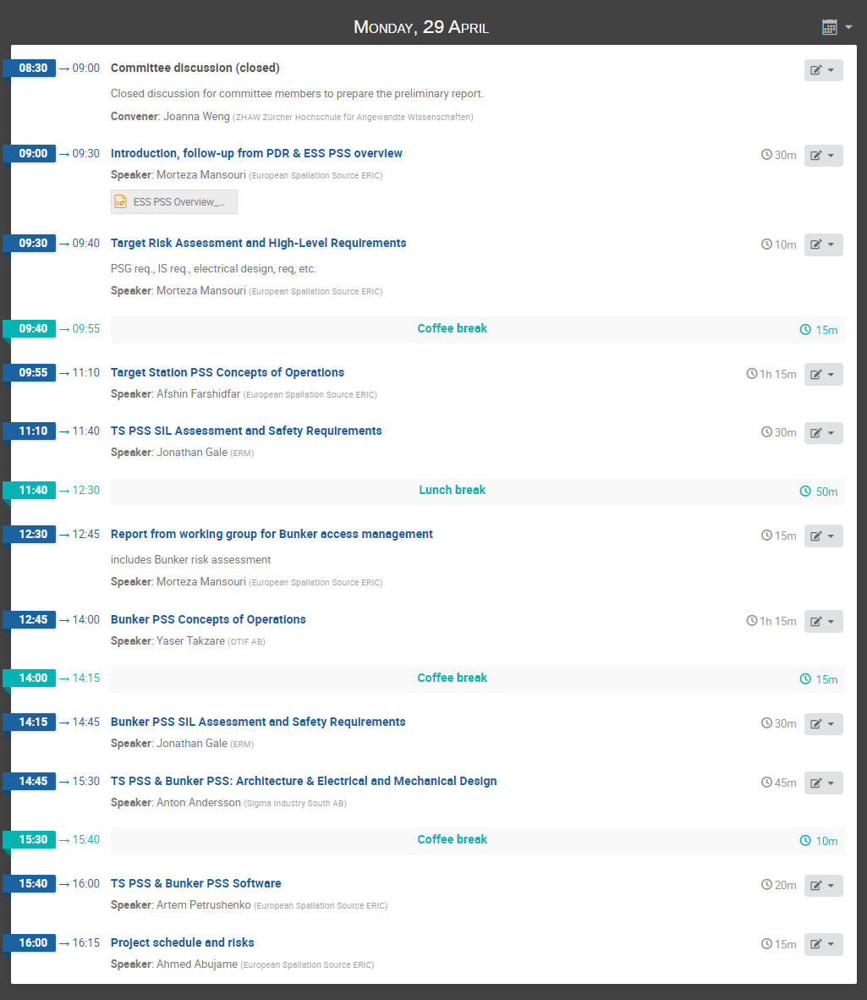 Monday, 29 April
08:30 → 09:00 Committee discussion (closed)
Closed discussion for committee members to prepare the preliminary report.
Convener: Joanna Weng (ZHAW Zürcher Hochschule für Angewandte Wissenschaften)
09:00 → 09:30 Introduction, follow-up from PDR & ESS PSS overview 30m
Speaker: Morteza Mansouri (European Spallation Source ERIC)
ESS PSS Overview_...
09:30 → 09:40 Target Risk Assessment and High-Level Requirements 10m
PSG req., IS req., electrical design, req, etc.
Speaker: Morteza Mansouri (European Spallation Source ERIC)
09:40 → 09:55 Coffee break 15m
09:55 → 11:10 Target Station PSS Concepts of Operations 1h 15m
Speaker: Afshin Farshidfar (European Spallation Source ERIC)
11:10 → 11:40 TS PSS SIL Assessment and Safety Requirements 30m
Speaker: Jonathan Gale (ERM)
11:40 → 12:30 Lunch break 50m
12:30 → 12:45 Report from working group for Bunker access management 15m
includes Bunker risk assessment
Speaker: Morteza Mansouri (European Spallation Source ERIC)
12:45 → 14:00 Bunker PSS Concepts of Operations 1h 15m
Speaker: Yaser Takzare (OTIF AB)
14:00 → 14:15 Coffee break 15m
14:15 → 14:45 Bunker PSS SIL Assessment and Safety Requirements 30m
Speaker: Jonathan Gale (ERM)
14:45 → 15:30 TS PSS & Bunker PSS: Architecture & Electrical and Mechanical Design 45m
Speaker: Anton Andersson (Sigma Industry South AB)
15:30 → 15:40 Coffee break 10m
15:40 → 16:00 TS PSS & Bunker PSS Software 20m
Speaker: Artem Petrushenko (European Spallation Source ERIC)
16:00 → 16:15 Project schedule and risks 15m
Speaker: Ahmed Abujame (European Spallation Source ERIC)